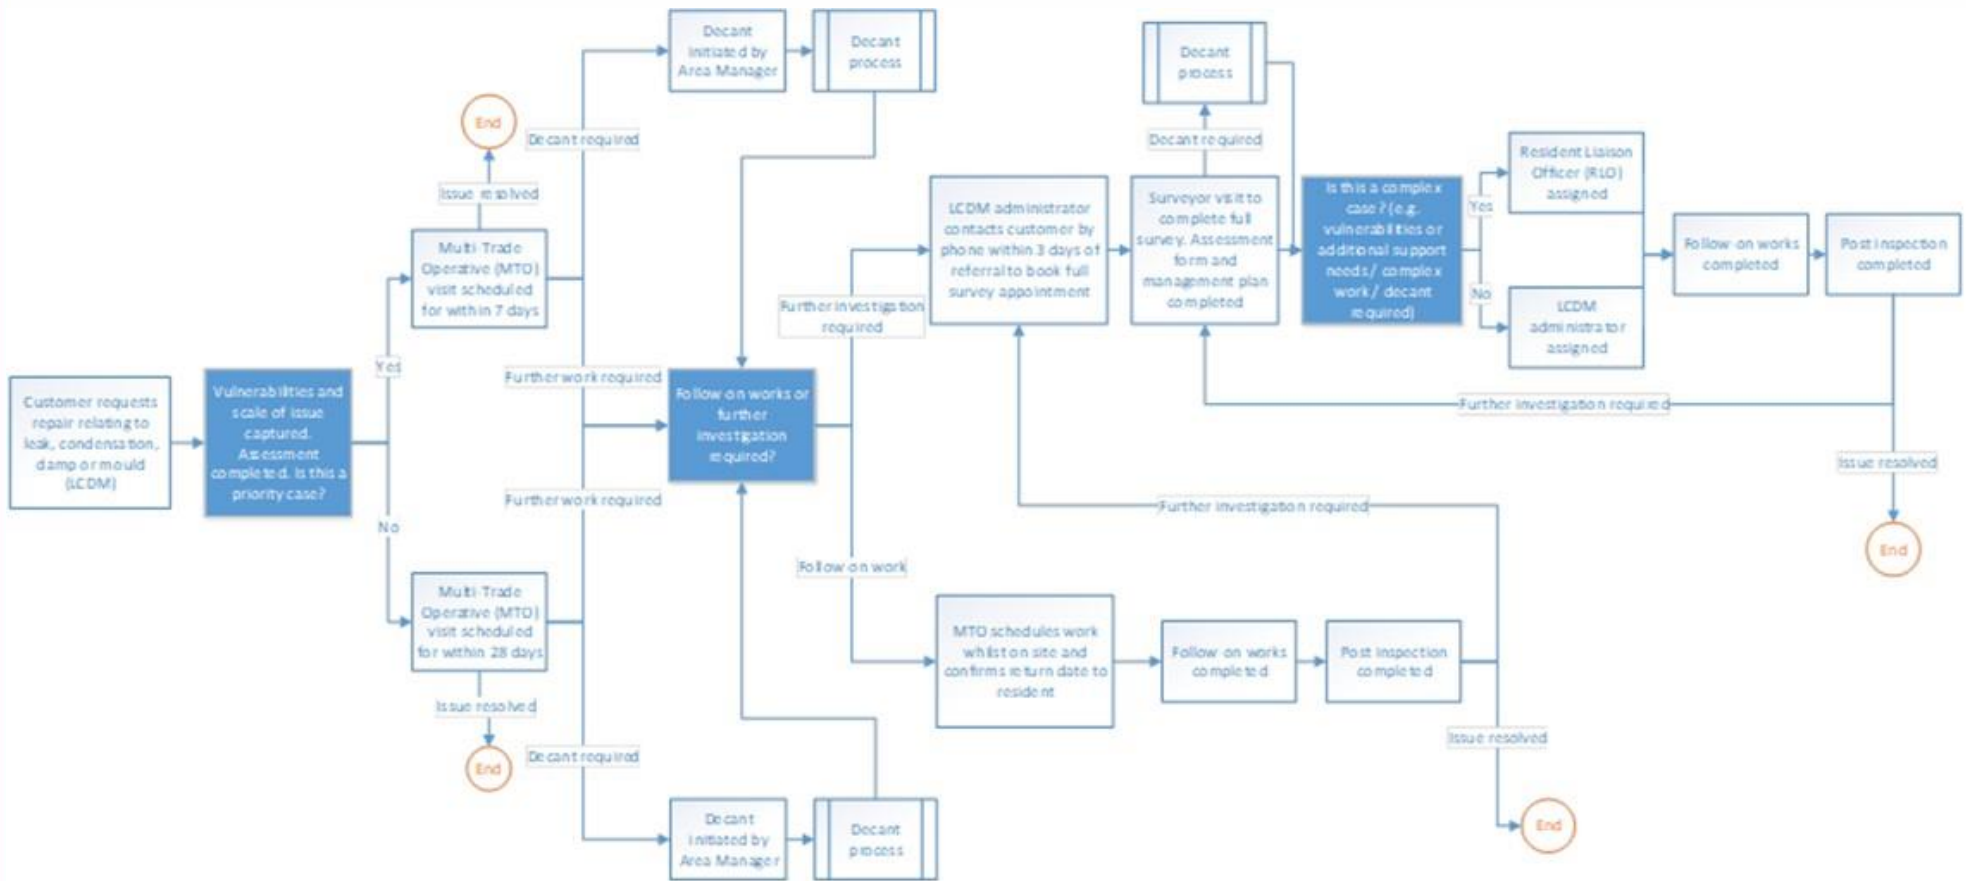 Customer requests
repair relating to
leak, condensation,
damp or mould
(LCDM)
Vulnerabilities and
scale of issue
captured.
Assessment
completed. Is this a
priority case?
Yes
No
Multi-Trade
Operative (MTO)
visit scheduled
for within 7 days
Issue resolved
End
Multi-Trade
Operative (MTO)
visit scheduled
for within 28 days
Issue resolved
End
Decant required
Further work required
Further work required
Decant required
Decant
initiated by
Area Manager
Decant
process
Decant
initiated by
Area Manager
Decant
process
Follow on works or
further
investigation
required?
Further investigation
required
Follow on work
LCDM administrator
contacts customer by
phone within 3 days of
referral to book full
survey appointment
Surveyor visit to
complete full
survey. Assessment
form and
management plan
completed
Decant required
Decant
process
Is this a complex
case? (e.g.
vulnerabilities or
additional support
needs / complex
work / decant
required)
Yes
No
Resident Liaison
Officer (RLO)
assigned
LCDM
administrator
assigned
Follow-on works
completed
Post inspection
completed
Further investigation required
Issue resolved
End
Further investigation required
MTO schedules work
whilst on site and
confirms return date to
resident
Follow on works
completed
Post inspection
completed
Issue resolved
End